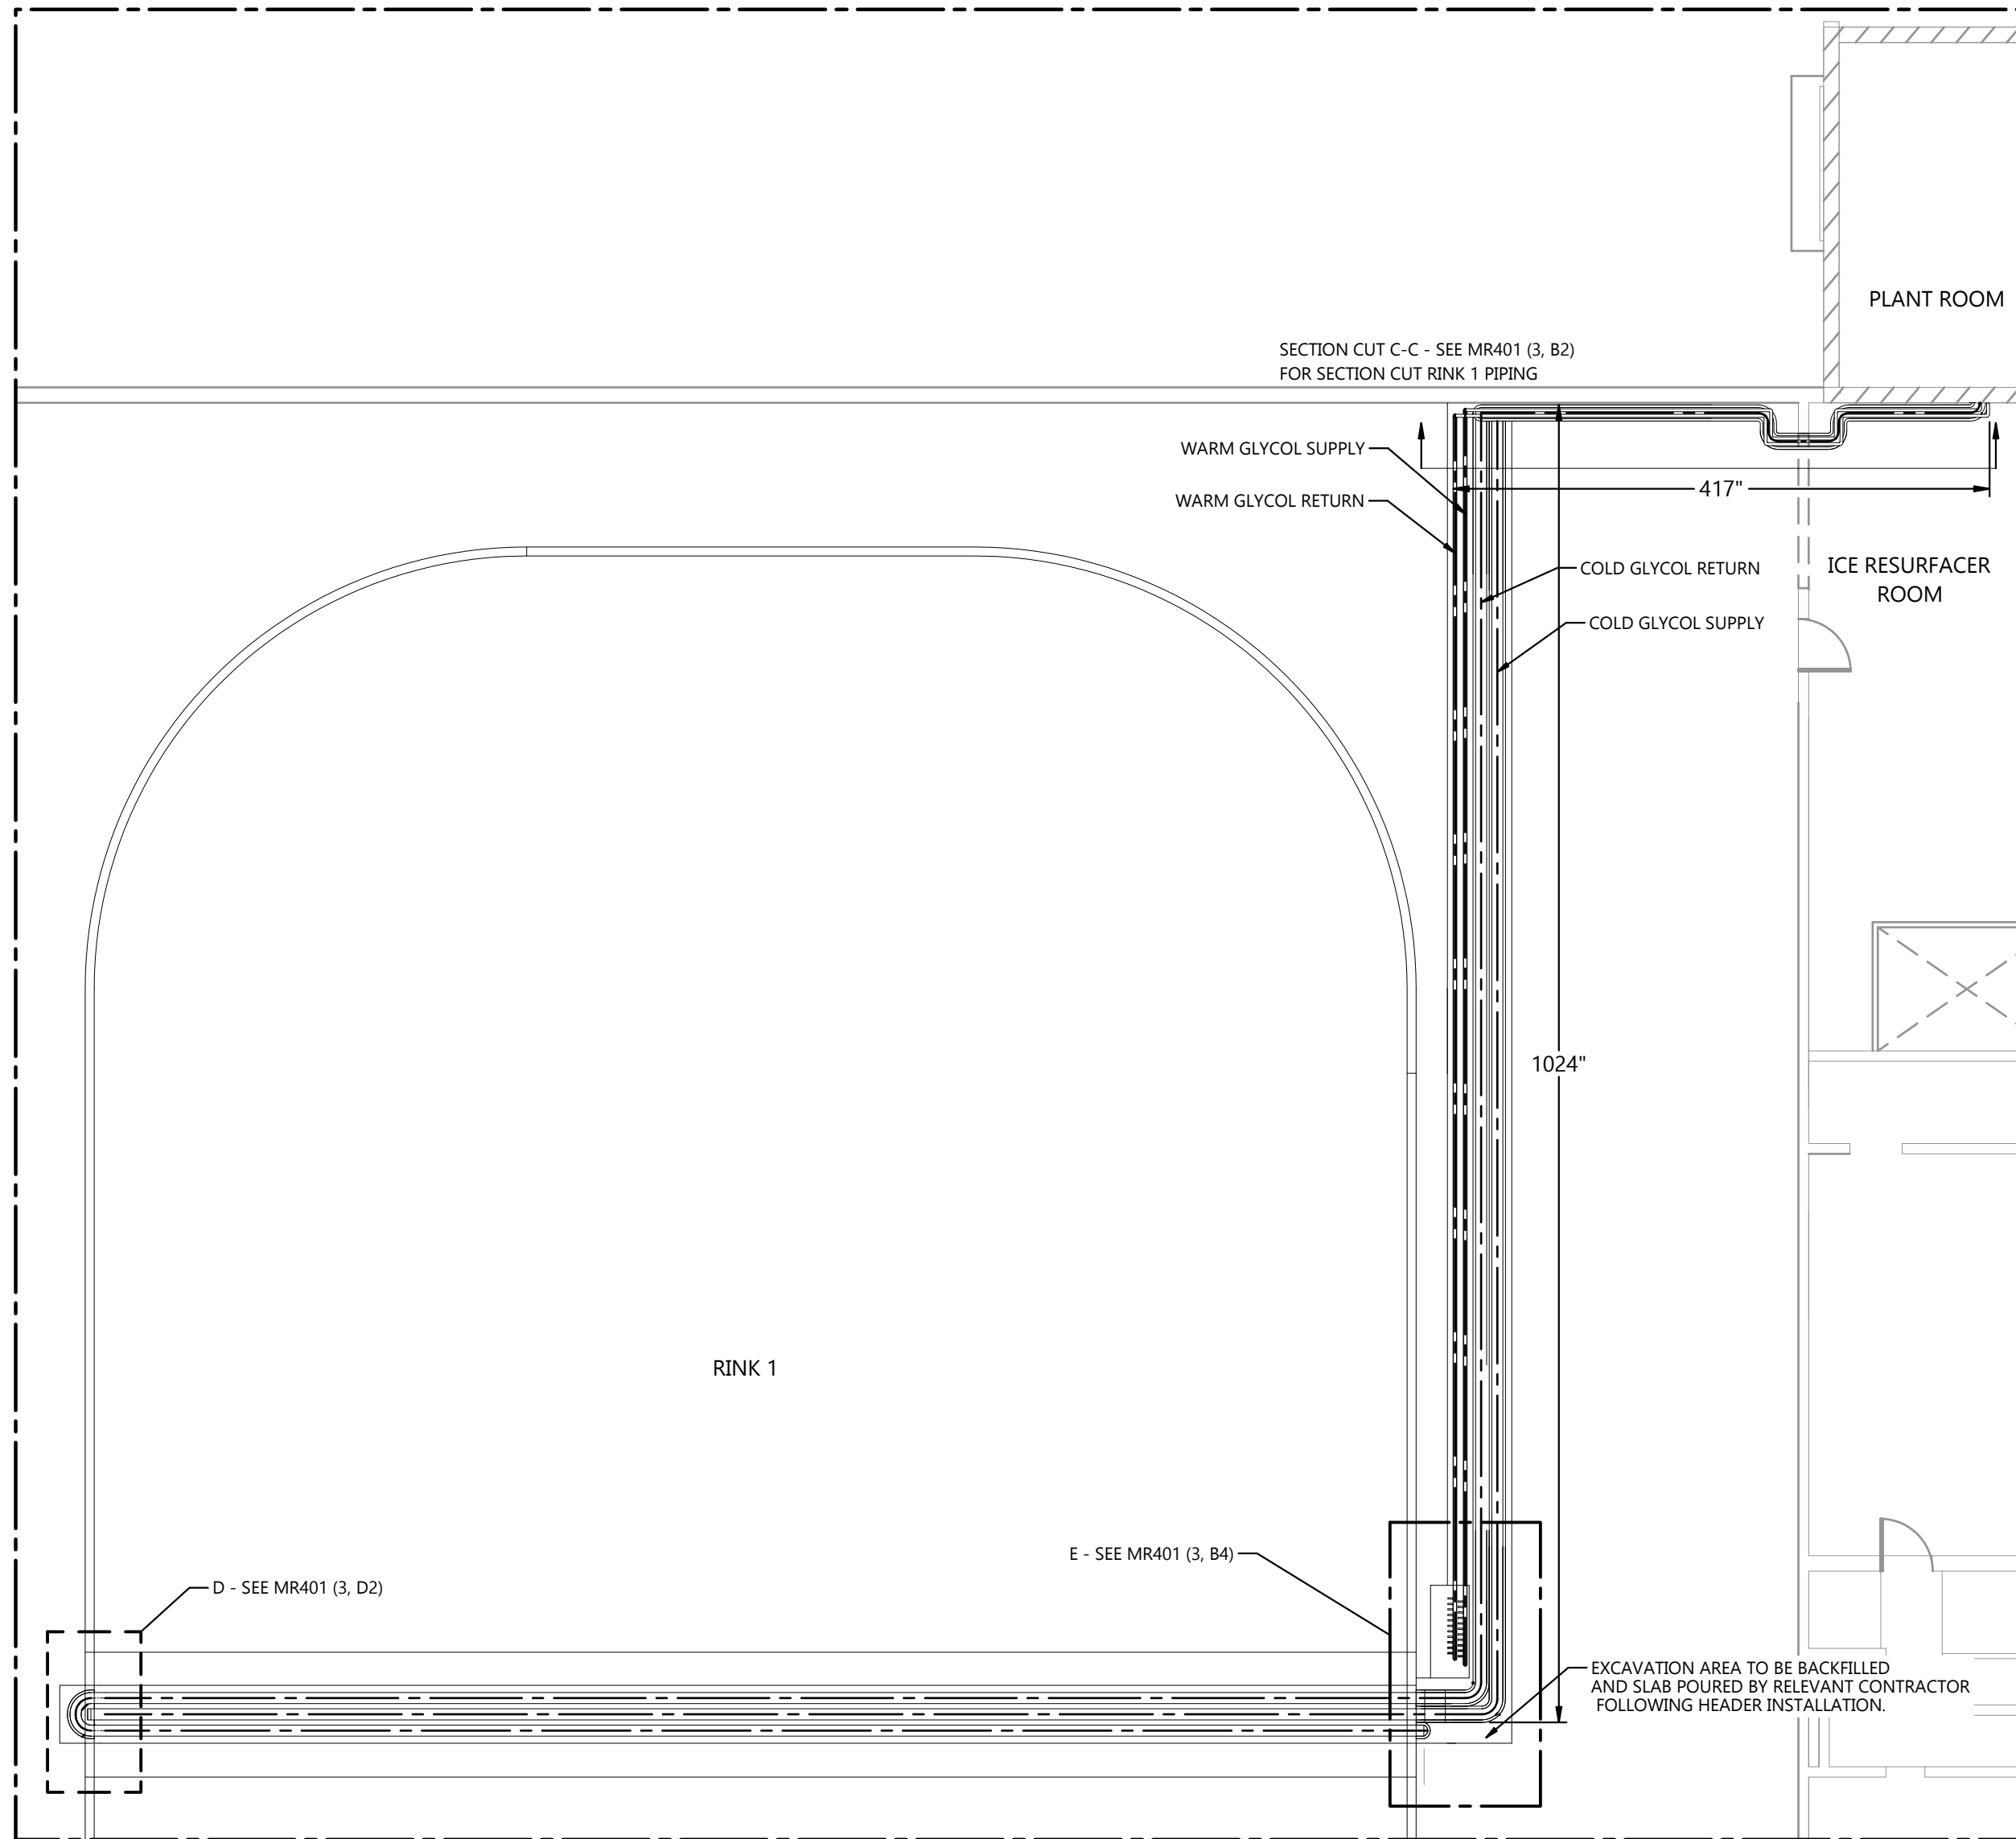 PLANT ROOM
SECTION CUT C-C - SEE MR401 (3, B2)
FOR SECTION CUT RINK 1 PIPING
WARM GLYCOL SUPPLY
417"
WARM GLYCOL RETURN
COLD GLYCOL RETURN
ICE RESURFACER
ROOM
COLD GLYCOL SUPPLY
1024"
RINK 1
E - SEE MR401 (3, B4)
D - SEE MR401 (3, D2)
EXCAVATION AREA TO BE BACKFILLED
AND SLAB POURED BY RELEVANT CONTRACTOR
FOLLOWING HEADER INSTALLATION.